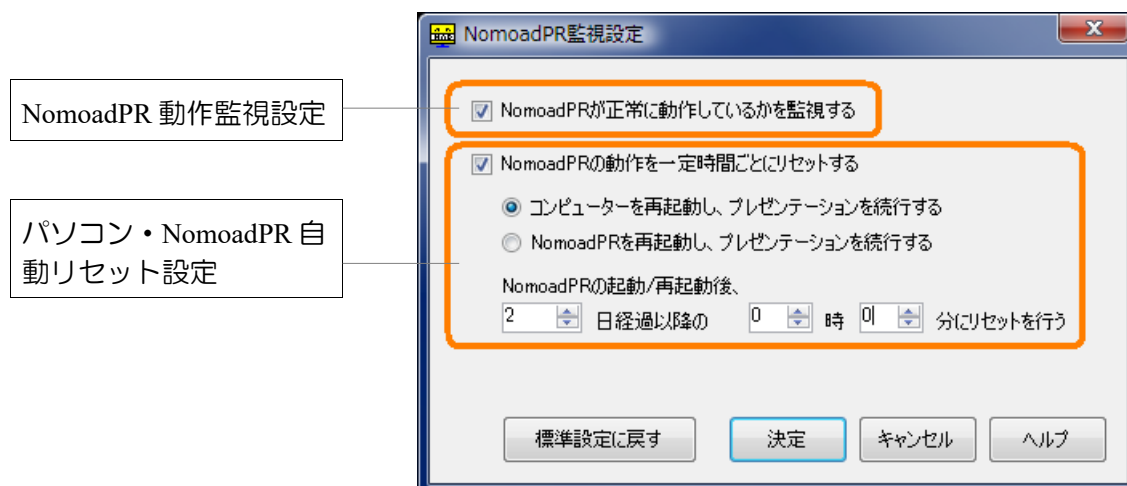 NomoadPR監視設定
NomoadPR 動作監視設定
NomoadPRが正常に動作しているかを監視する
NomoadPRの動作を一定時間ごとにリセットする
パソコン・NomoadPR 自
動リセット設定
コンピューターを再起動し、プレゼンテーションを続行する
NomoadPRを再起動し、プレゼンテーションを続行する
NomoadPRの起動/再起動後、
2 日経過以降の 0 時 0 分にリセットを行う
標準設定に戻す 決定 キャンセル ヘルプ